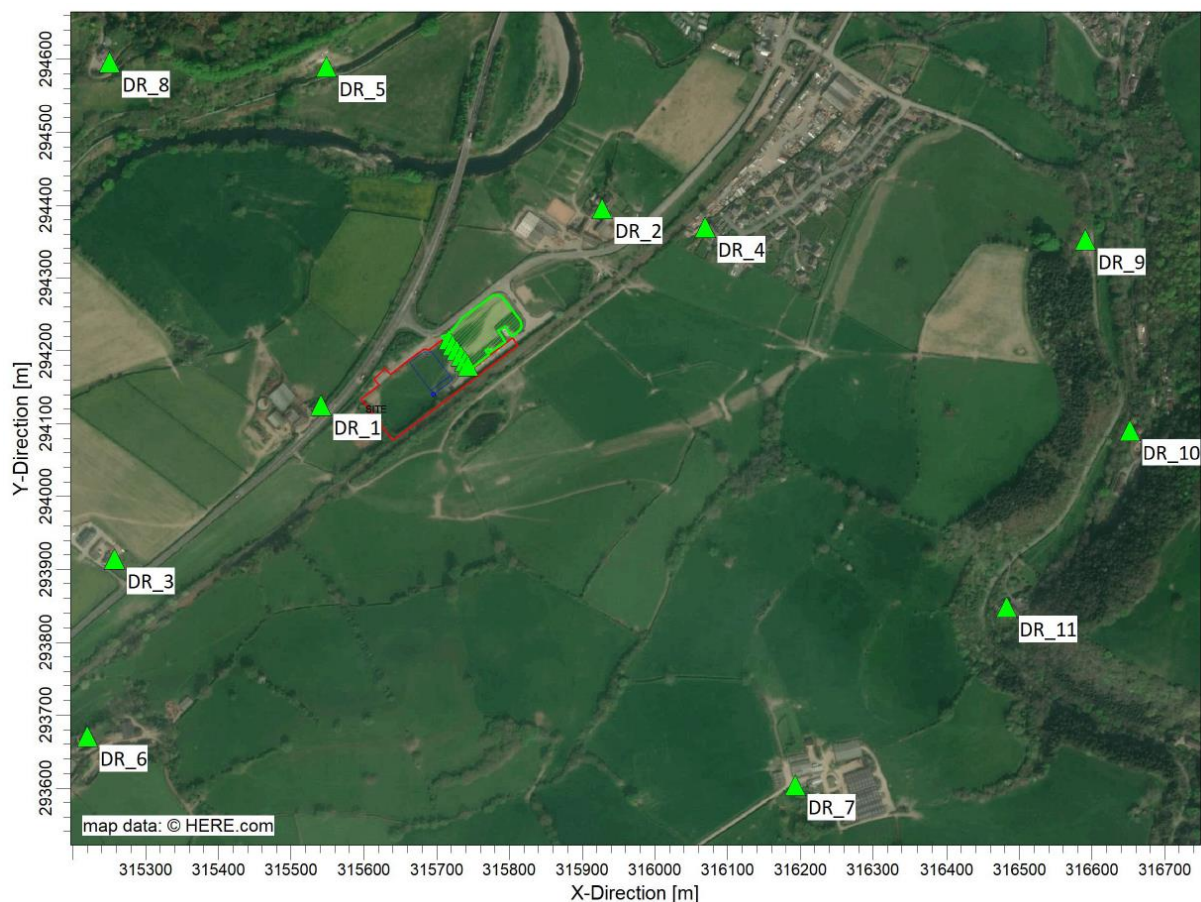 DR_8
DR_5
DR_2
DR_4
DR_9
DR_1
SITE
DR_10
DR_3
DR_11
DR_6
DR_7
map data: © HERE.com
Y-Direction [m]
294600
294500
294400
294300
294200
294100
294000
293900
293800
293700
293600
315300 315400 315500 315600 315700 315800 315900 316000 316100 316200 316300 316400 316500 316600 316700
X-Direction [m]